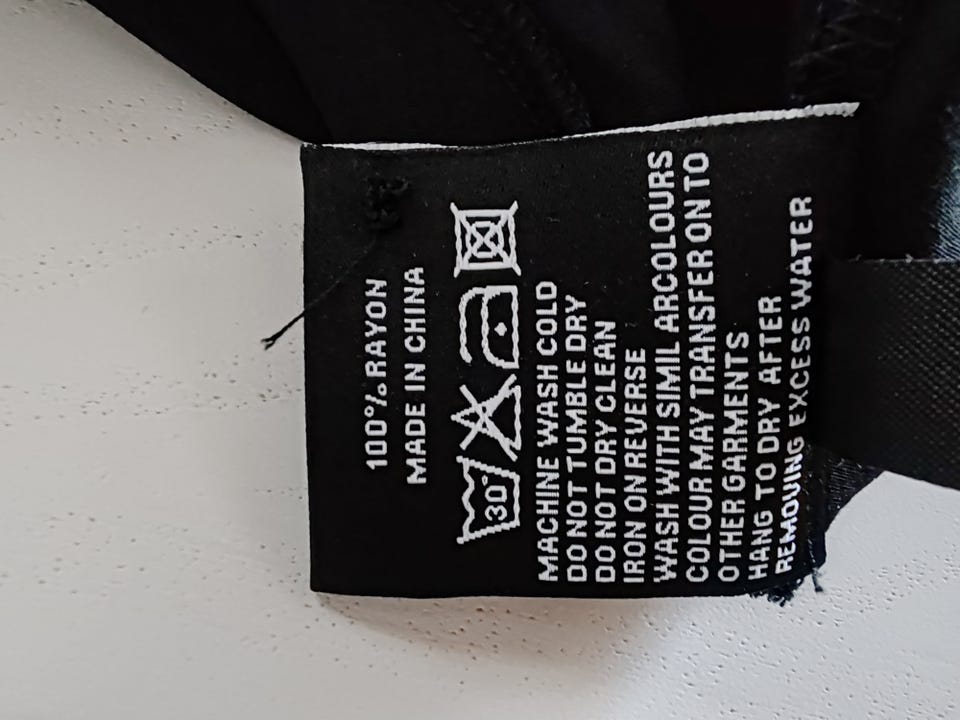 100% RAYON
MADE IN CHINA
30°
MACHINE WASH COLD
DO NOT TUMBLE DRY
DO NOT DRY CLEAN
IRON ON REVERSE
WASH WITH SIMIL ARCOLOURS
COLOUR MAY TRANSFER ON TO
OTHER GARMENTS
HANG TO DRY AFTER
REMOVING EXCESS WATER